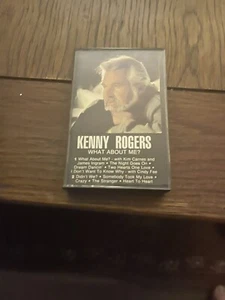 KENNY ROGERS
WHAT ABOUT ME?
1 What About Me? - with Kim Carnes and
James Ingram • The Night Goes On •
Dream Dancin' • Two Hearts One Love •
I Don't Want To Know Why - with Cindy Fee
2 Didn't We? • Somebody Took My Love •
Crazy • The Stranger • Heart To Heart